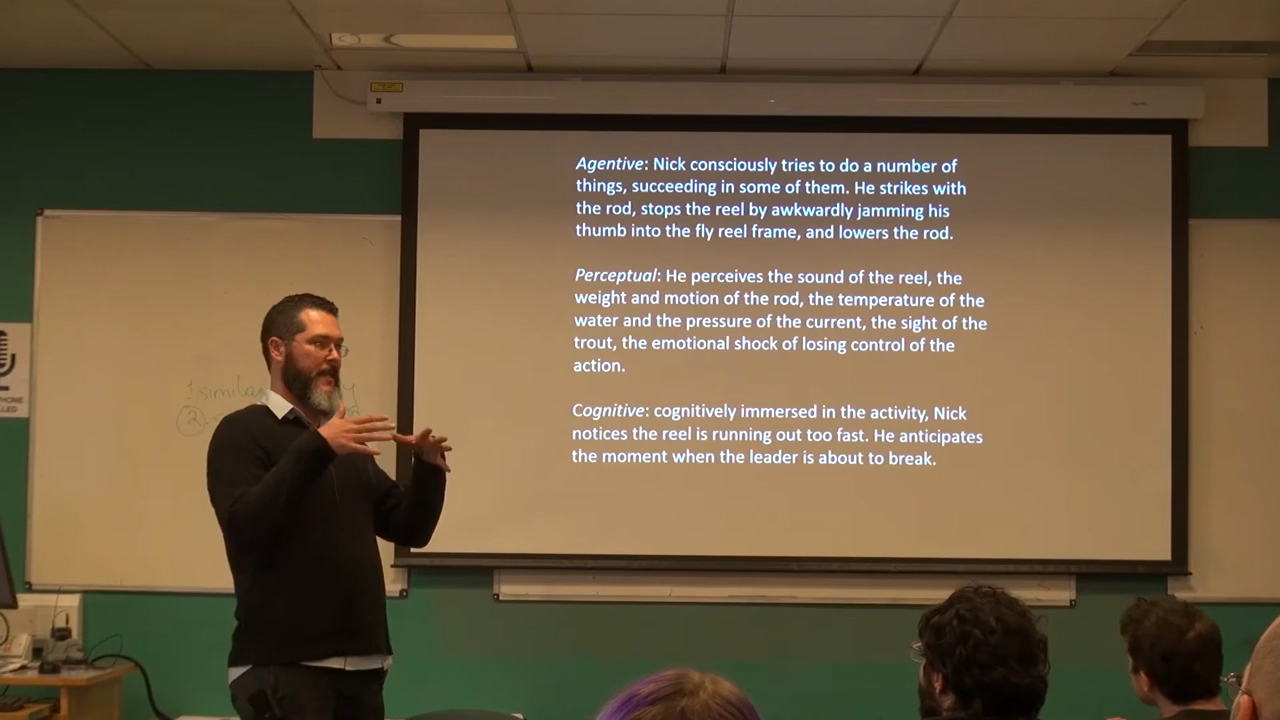 Agentive: Nick consciously tries to do a number of
things, succeeding in some of them. He strikes with
the rod, stops the reel by awkwardly jamming his
thumb into the fly reel frame, and lowers the rod.
Perceptual: He perceives the sound of the reel, the
weight and motion of the rod, the temperature of the
water and the pressure of the current, the sight of the
trout, the emotional shock of losing control of the
action.
Cognitive: cognitively immersed in the activity, Nick
notices the reel is running out too fast. He anticipates
the moment when the leader is about to break.
1
2